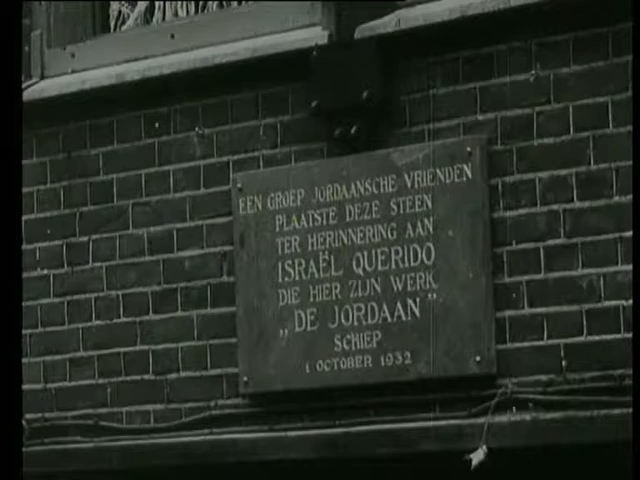 EEN GROEP JORDAANSCHE VRIENDEN
PLAATSTE DEZE STEEN
TER HERINNERING AAN
ISRAËL QUERIDO
DIE HIER ZIJN WERK
„DE JORDAAN”
SCHIEP
1 OCTOBER 1932